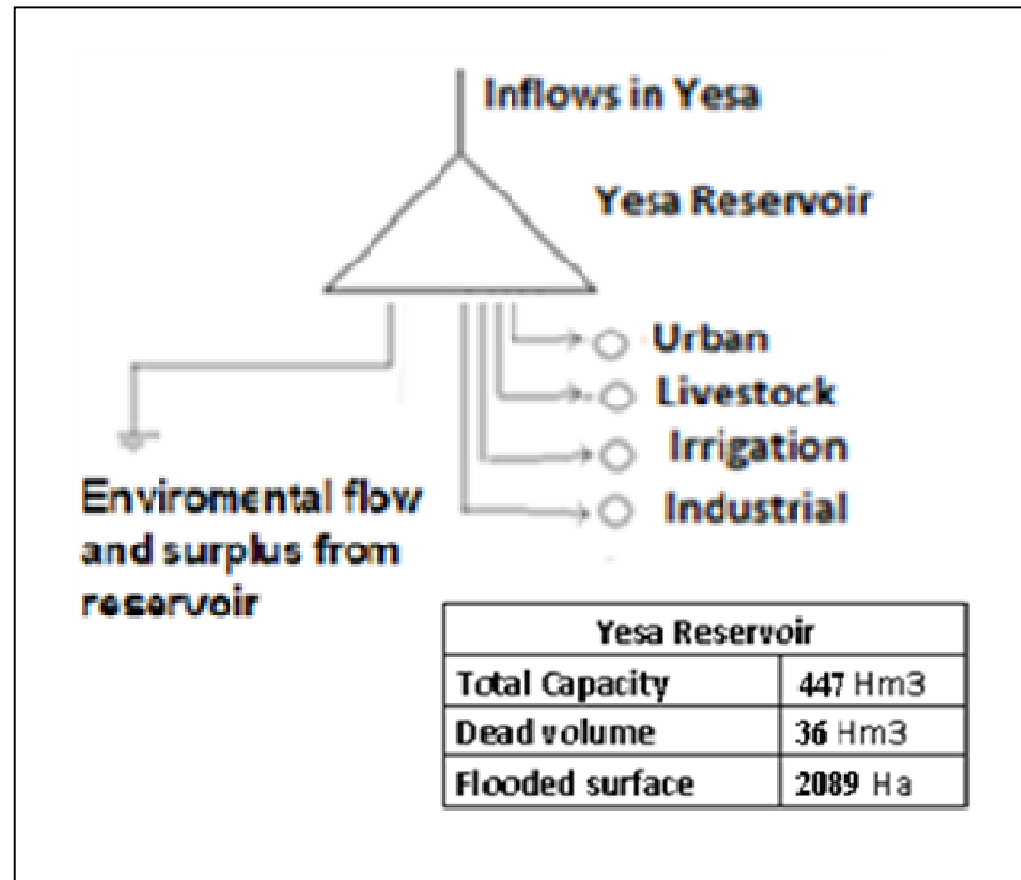 Inflows in Yesa
Yesa Reservoir
Urban
Livestock
Irrigation
Industrial
Enviromental flow
and surplus from
reservoir
Yesa Reservoir
Total Capacity 447 Hm3
Dead volume 36 Hm3
Flooded surface 2089 Ha